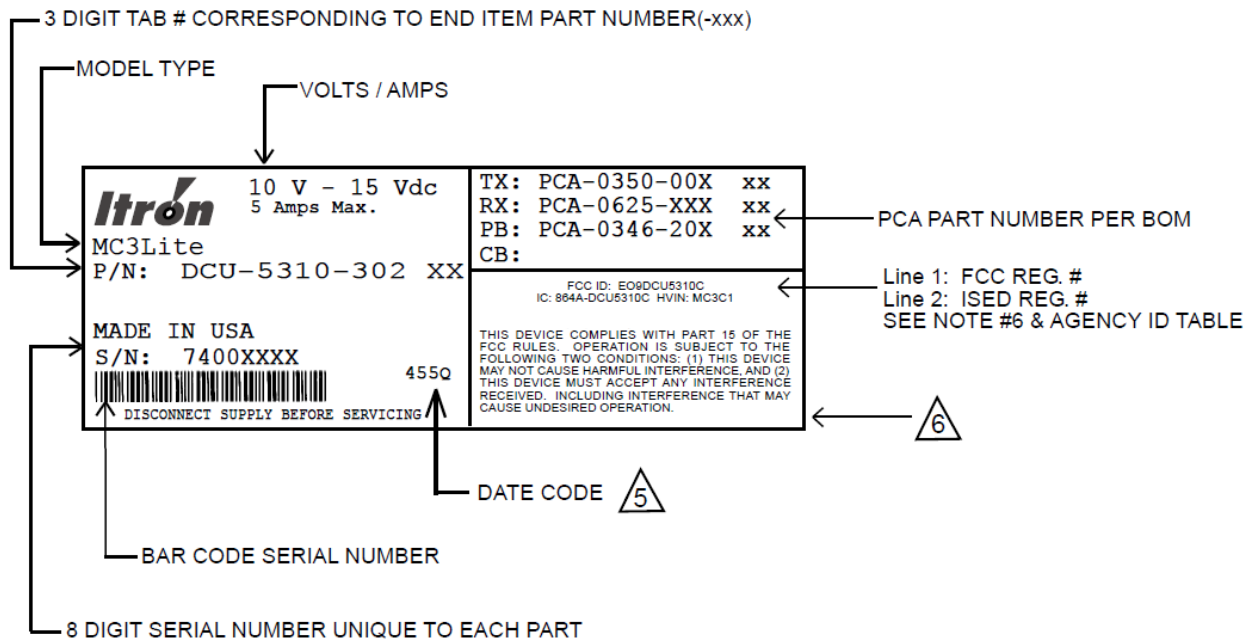 3 DIGIT TAB # CORRESPONDING TO END ITEM PART NUMBER(-xxx)
MODEL TYPE
VOLTS / AMPS
Itron
10 V - 15 Vdc
5 Amps Max.
MC3Lite
P/N: DCU-5310-302 XX
MADE IN USA
S/N: 7400XXXX
455Q
DISCONNECT SUPPLY BEFORE SERVICING
TX: PCA-0350-00X xx
RX: PCA-0625-XXX xx
PB: PCA-0346-20X xx
CB:
PCA PART NUMBER PER BOM
FCC ID: EO9DCU5310C
IC: 864A-DCU5310C HVIN: MC3C1
Line 1: FCC REG. #
Line 2: ISED REG. #
SEE NOTE #6 & AGENCY ID TABLE
THIS DEVICE COMPLIES WITH PART 15 OF THE
FCC RULES. OPERATION IS SUBJECT TO THE
FOLLOWING TWO CONDITIONS: (1) THIS DEVICE
MAY NOT CAUSE HARMFUL INTERFERENCE, AND (2)
THIS DEVICE MUST ACCEPT ANY INTERFERENCE
RECEIVED. INCLUDING INTERFERENCE THAT MAY
CAUSE UNDESIRED OPERATION.
6
DATE CODE 5
BAR CODE SERIAL NUMBER
8 DIGIT SERIAL NUMBER UNIQUE TO EACH PART